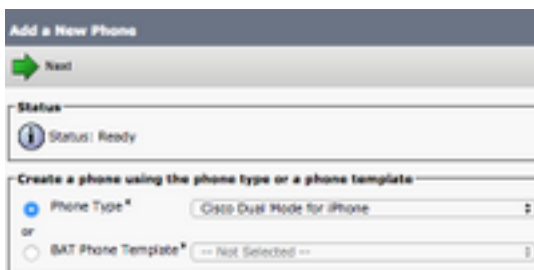 Add a New Phone
Next
Status
Status: Ready
Create a phone using the phone type or a phone template
Phone Type* Cisco Dual Mode for iPhone
or
BAT Phone Template* -- Not Selected --